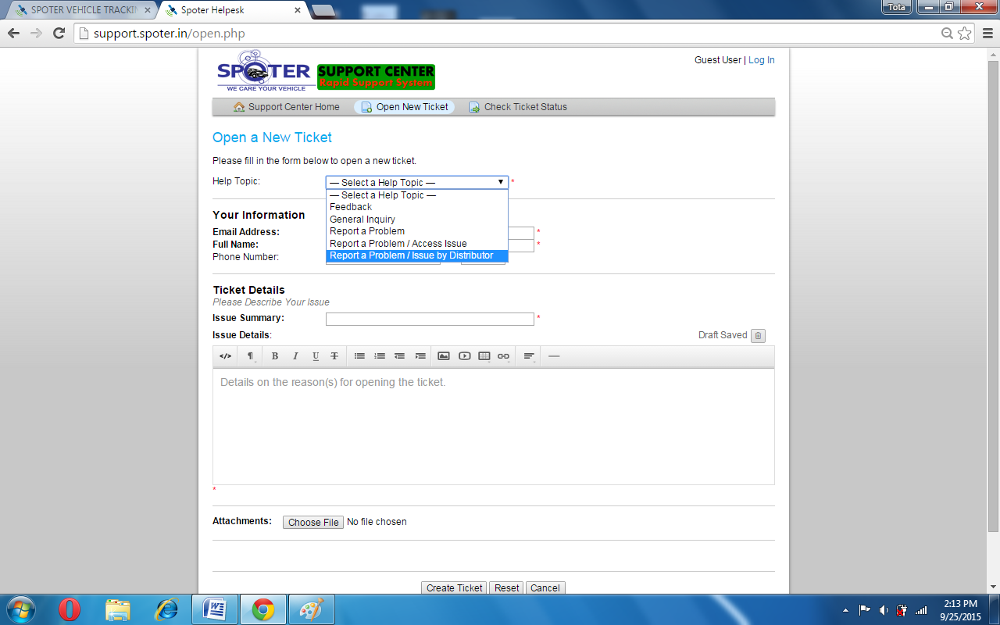 SPOTER VEHICLE TRACKIN
Spoter Helpesk
Tota
support.spoter.in/open.php
SPOTER
WE CARE YOUR VEHICLE
SUPPORT CENTER
Rapid Support System
Guest User | Log In
Support Center Home Open New Ticket Check Ticket Status
Open a New Ticket
Please fill in the form below to open a new ticket.
Help Topic: — Select a Help Topic — *
— Select a Help Topic —
Feedback
General Inquiry
Report a Problem
Report a Problem / Access Issue
Report a Problem / Issue by Distributor
Your Information
Email Address: *
Full Name: *
Phone Number:
Ticket Details
Please Describe Your Issue
Issue Summary: *
Issue Details: Draft Saved
</> ¶ B I U T
Details on the reason(s) for opening the ticket.
*
Attachments: Choose File No file chosen
Create Ticket Reset Cancel
2:13 PM
9/25/2015